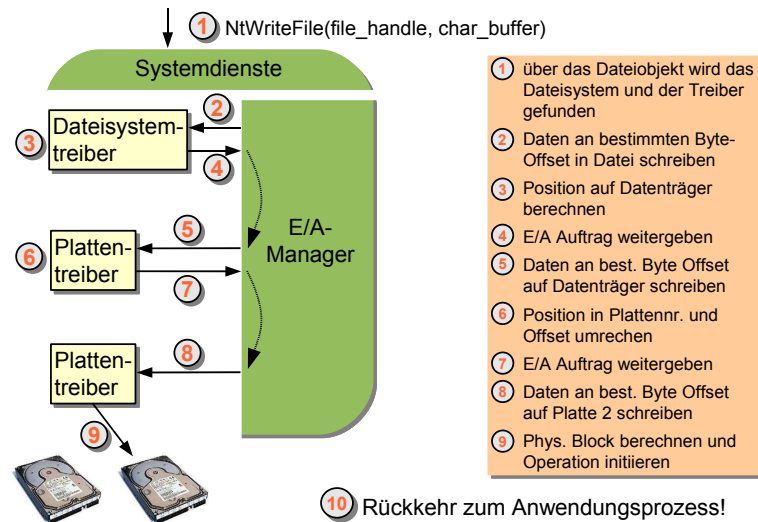 1 NtWriteFile(file_handle, char_buffer)
Systemdienste
2
3
Dateisystem-
treiber
4
E/A-
Manager
5
6
Platten-
treiber
7
8
Platten-
treiber
9
1 über das Dateiobjekt wird das
Dateisystem und der Treiber
gefunden
2 Daten an bestimmten Byte-
Offset in Datei schreiben
3 Position auf Datenträger
berechnen
4 E/A Auftrag weitergeben
5 Daten an best. Byte Offset
auf Datenträger schreiben
6 Position in Plattennr. und
Offset umrechen
7 E/A Auftrag weitergeben
8 Daten an best. Byte Offset
auf Platte 2 schreiben
9 Phys. Block berechnen und
Operation initiieren
10 Rückkehr zum Anwendungsprozess!